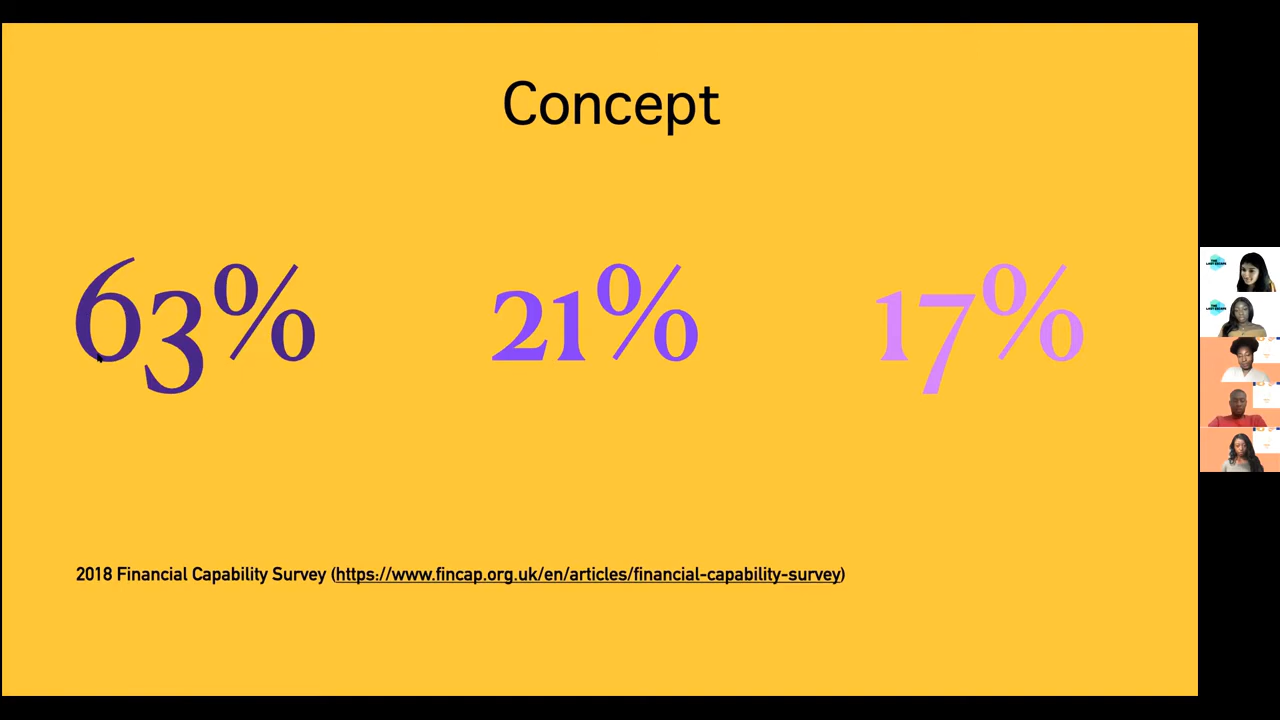 Concept
63% 21% 17%
2018 Financial Capability Survey (https://www.fincap.org.uk/en/articles/financial-capability-survey)